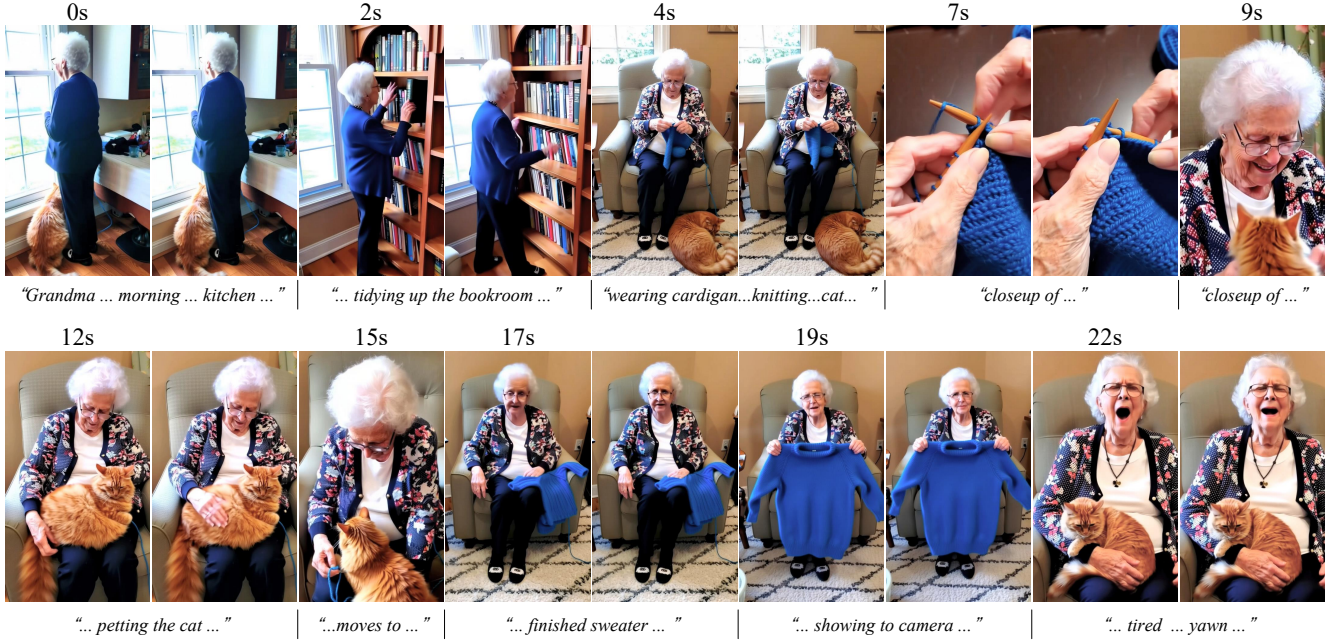 0s 2s 4s 7s 9s
“Grandma ... morning ... kitchen ...” “... tidying up the bookroom ...” “wearing cardigan...knitting...cat... ” “closeup of ...” “closeup of ...”
12s 15s 17s 19s 22s
“... petting the cat ...” “...moves to ...” “... finished sweater ...” “... showing to camera ...” “... tired ... yawn ...”